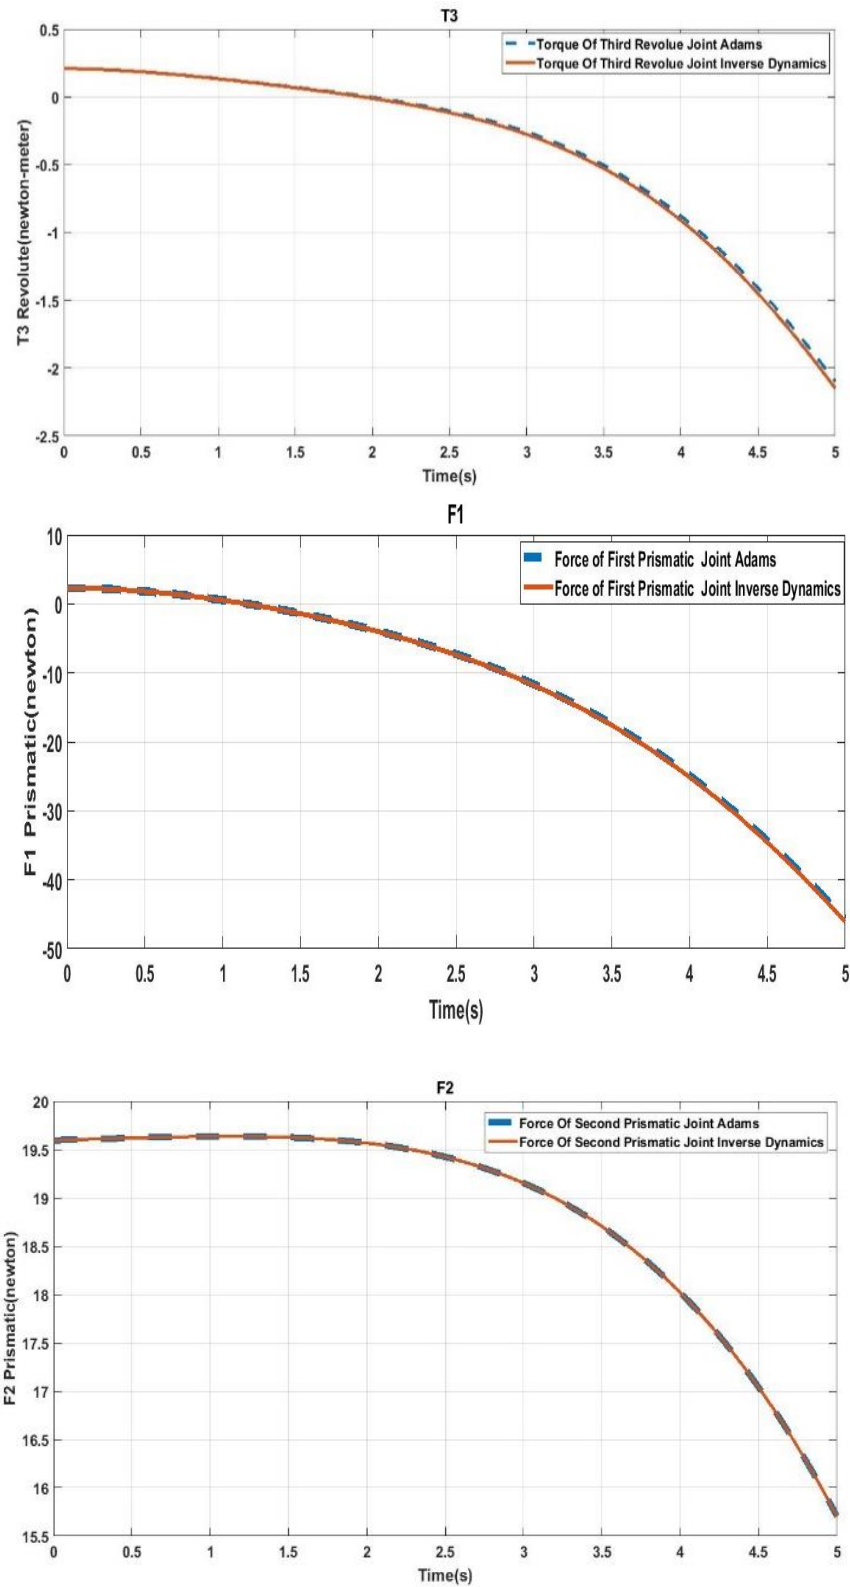 T3
0.5
0
-0.5
-1
-1.5
-2
-2.5
T3 Revolute(newton-meter)
Torque Of Third Revolue Joint Adams
Torque Of Third Revolue Joint Inverse Dynamics
0 0.5 1 1.5 2 2.5 3 3.5 4 4.5 5
Time(s)
F1
10
0
-10
-20
-30
-40
-50
F1 Prismatic(newton)
Force of First Prismatic Joint Adams
Force of First Prismatic Joint Inverse Dynamics
0 0.5 1 1.5 2 2.5 3 3.5 4 4.5 5
Time(s)
F2
20
19.5
19
18.5
18
17.5
17
16.5
16
15.5
F2 Prismatic(newton)
Force Of Second Prismatic Joint Adams
Force Of Second Prismatic Joint Inverse Dynamics
0 0.5 1 1.5 2 2.5 3 3.5 4 4.5 5
Time(s)